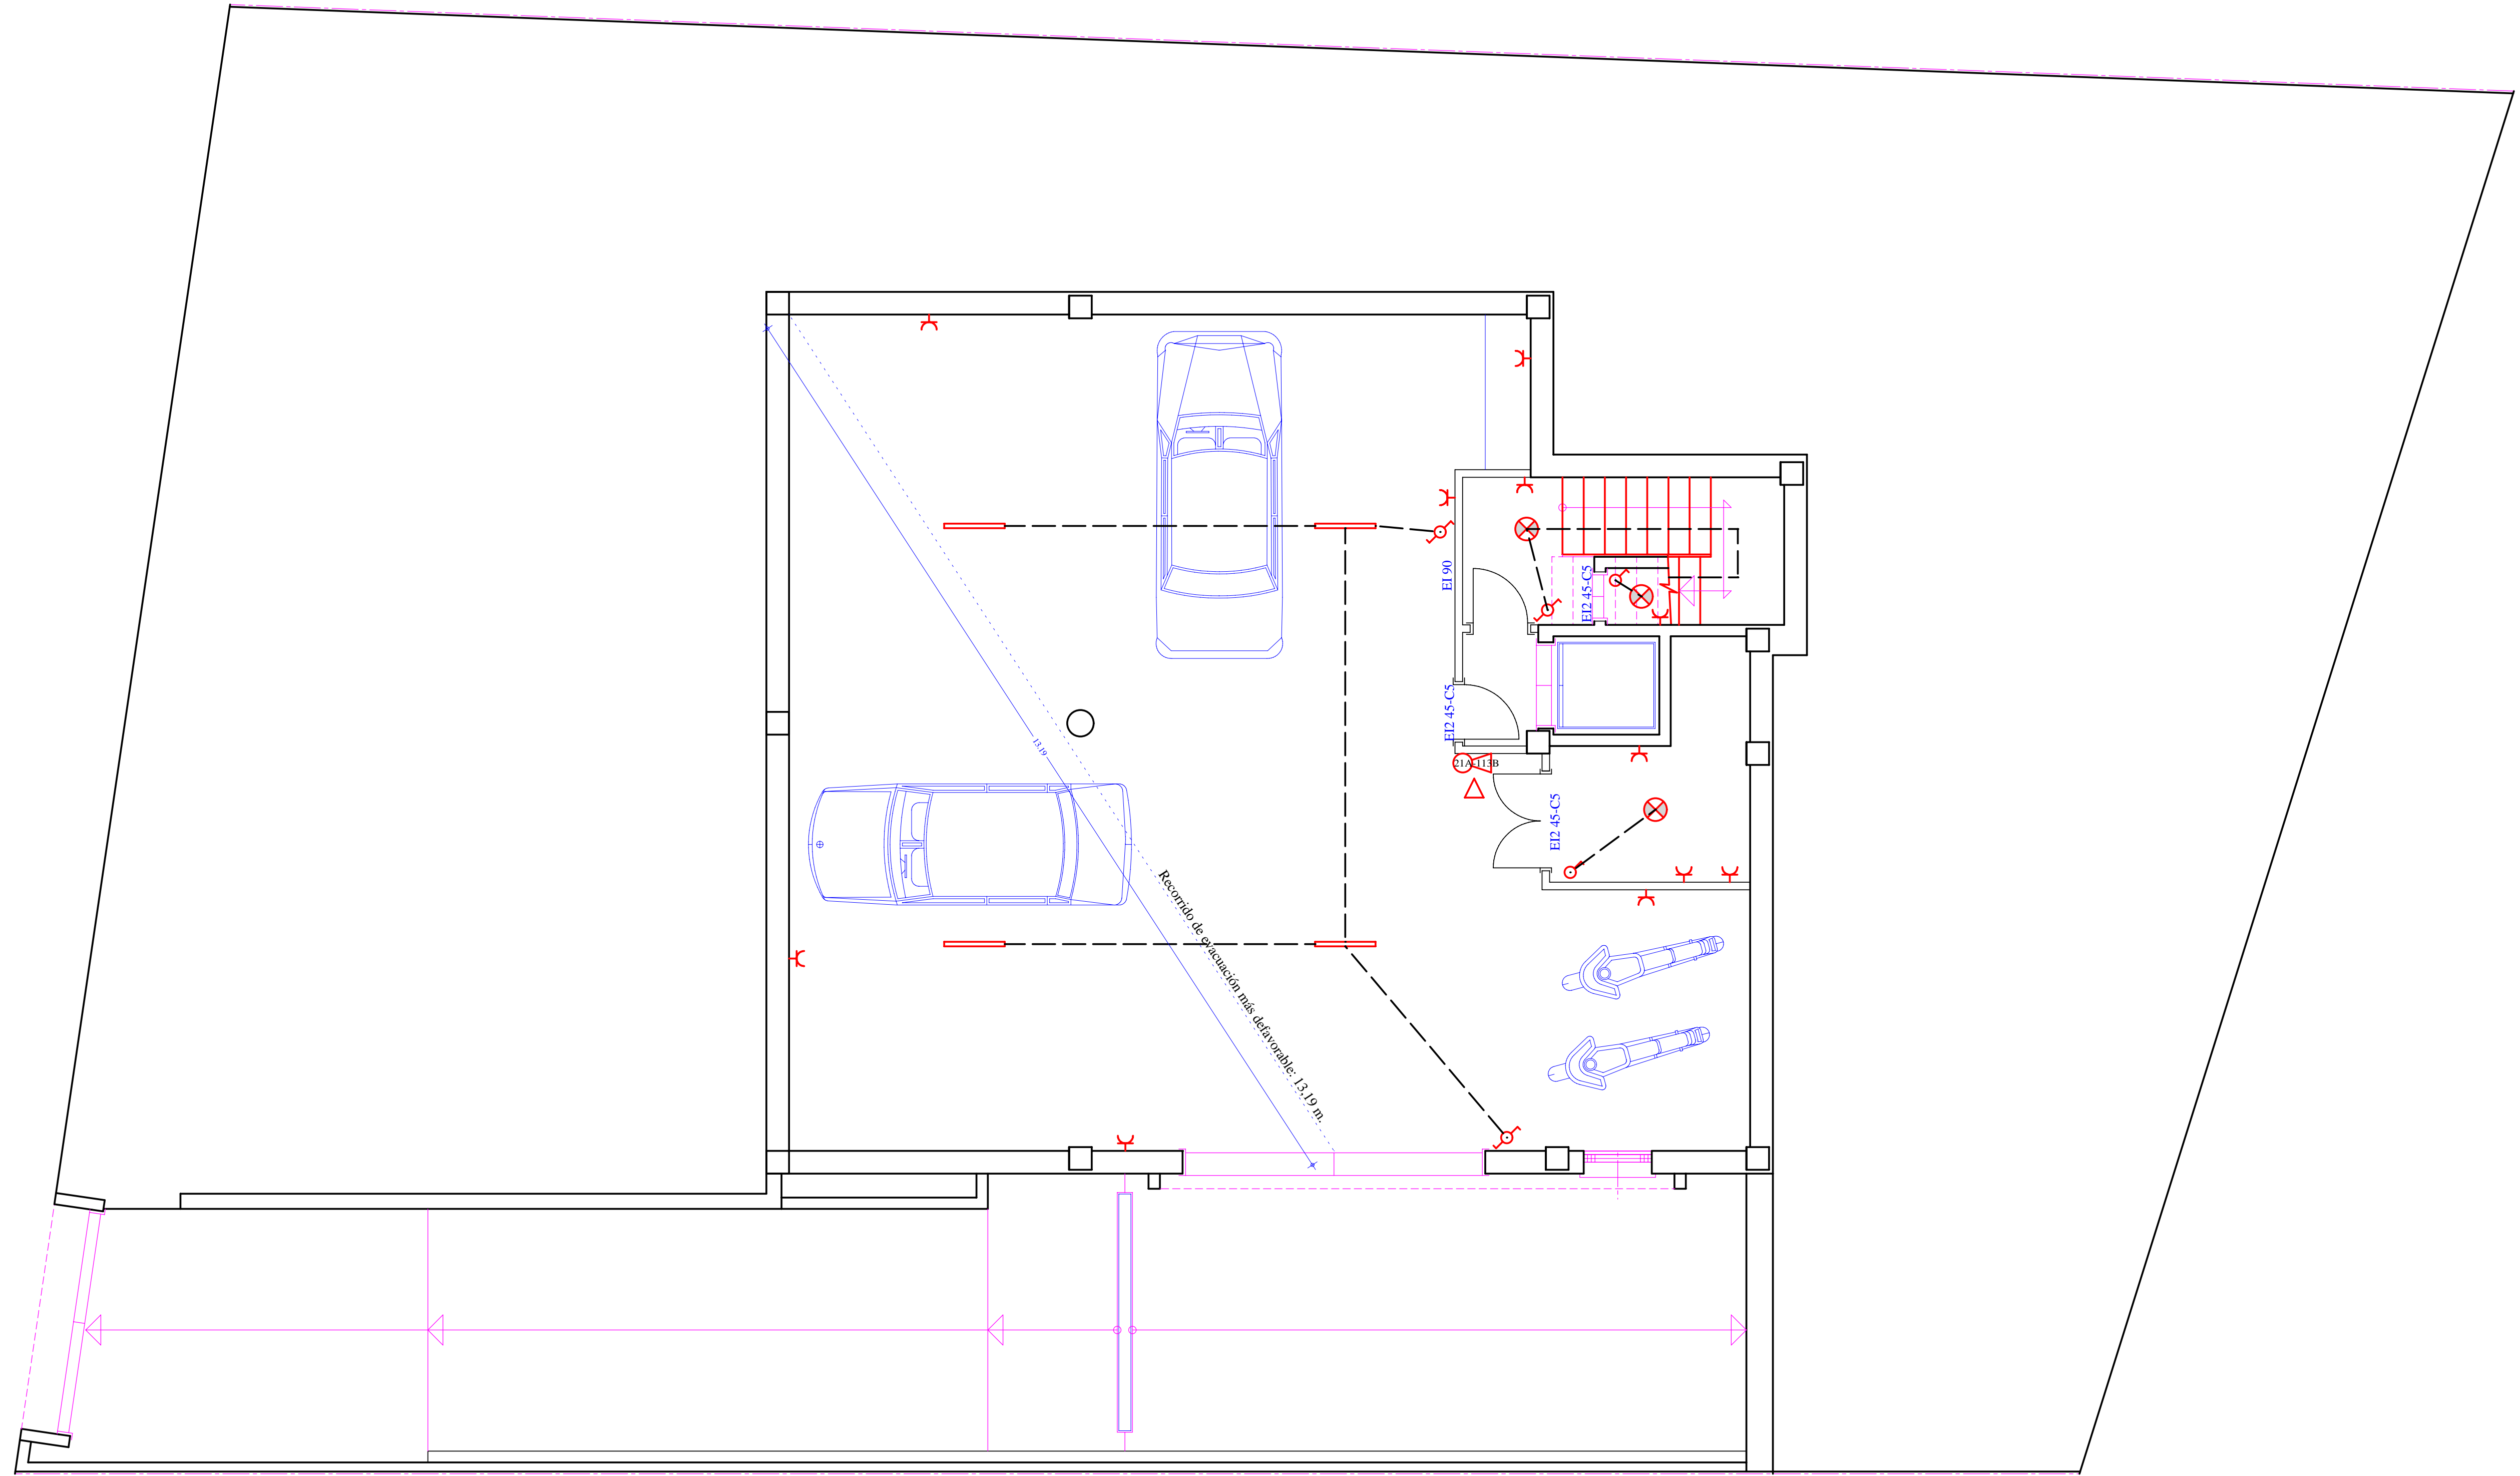 EI 90
EI2 45-C5
EI2 45-C5
13.19
21A-113B
EI2 45-C5
Recorrido de evacuación más defavorable: 13,19 m.